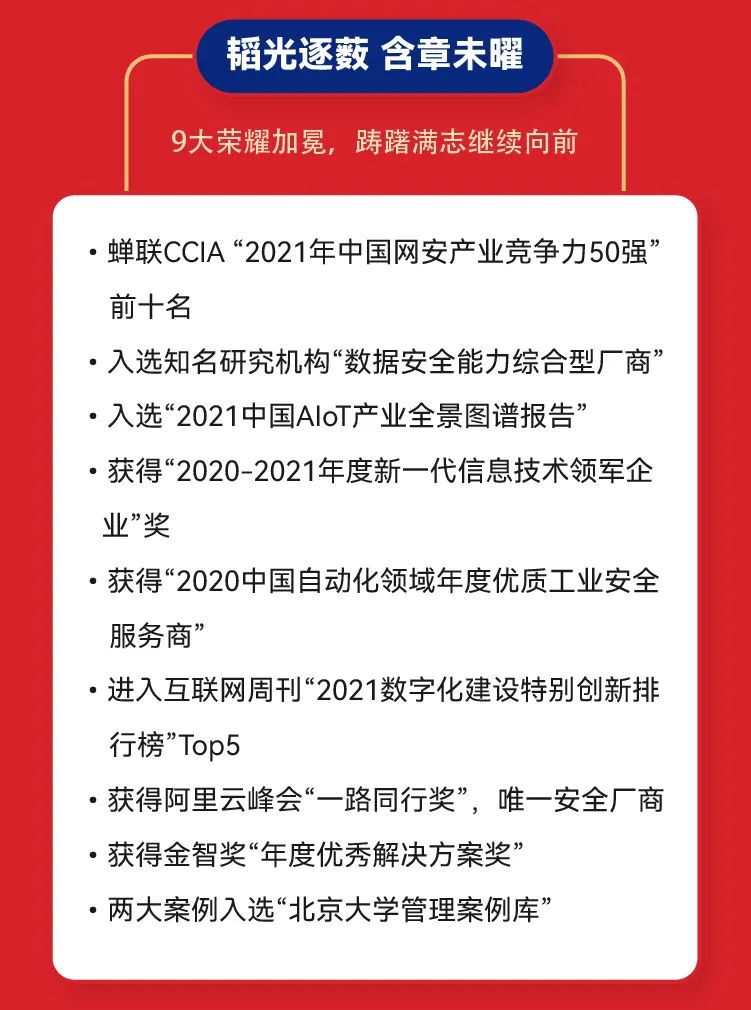 韬光逐薮 含章未曜
9大荣耀加冕，踌躇满志继续向前
• 蝉联CCIA “2021年中国网安产业竞争力50强”
前十名
• 入选知名研究机构“数据安全能力综合型厂商”
• 入选“2021中国AIoT产业全景图谱报告”
• 获得“2020-2021年度新一代信息技术领军企
业”奖
• 获得“2020中国自动化领域年度优质工业安全
服务商”
• 进入互联网周刊“2021数字化建设特别创新排
行榜”Top5
• 获得阿里云峰会“一路同行奖”，唯一安全厂商
• 获得金智奖“年度优秀解决方案奖”
• 两大案例入选“北京大学管理案例库”